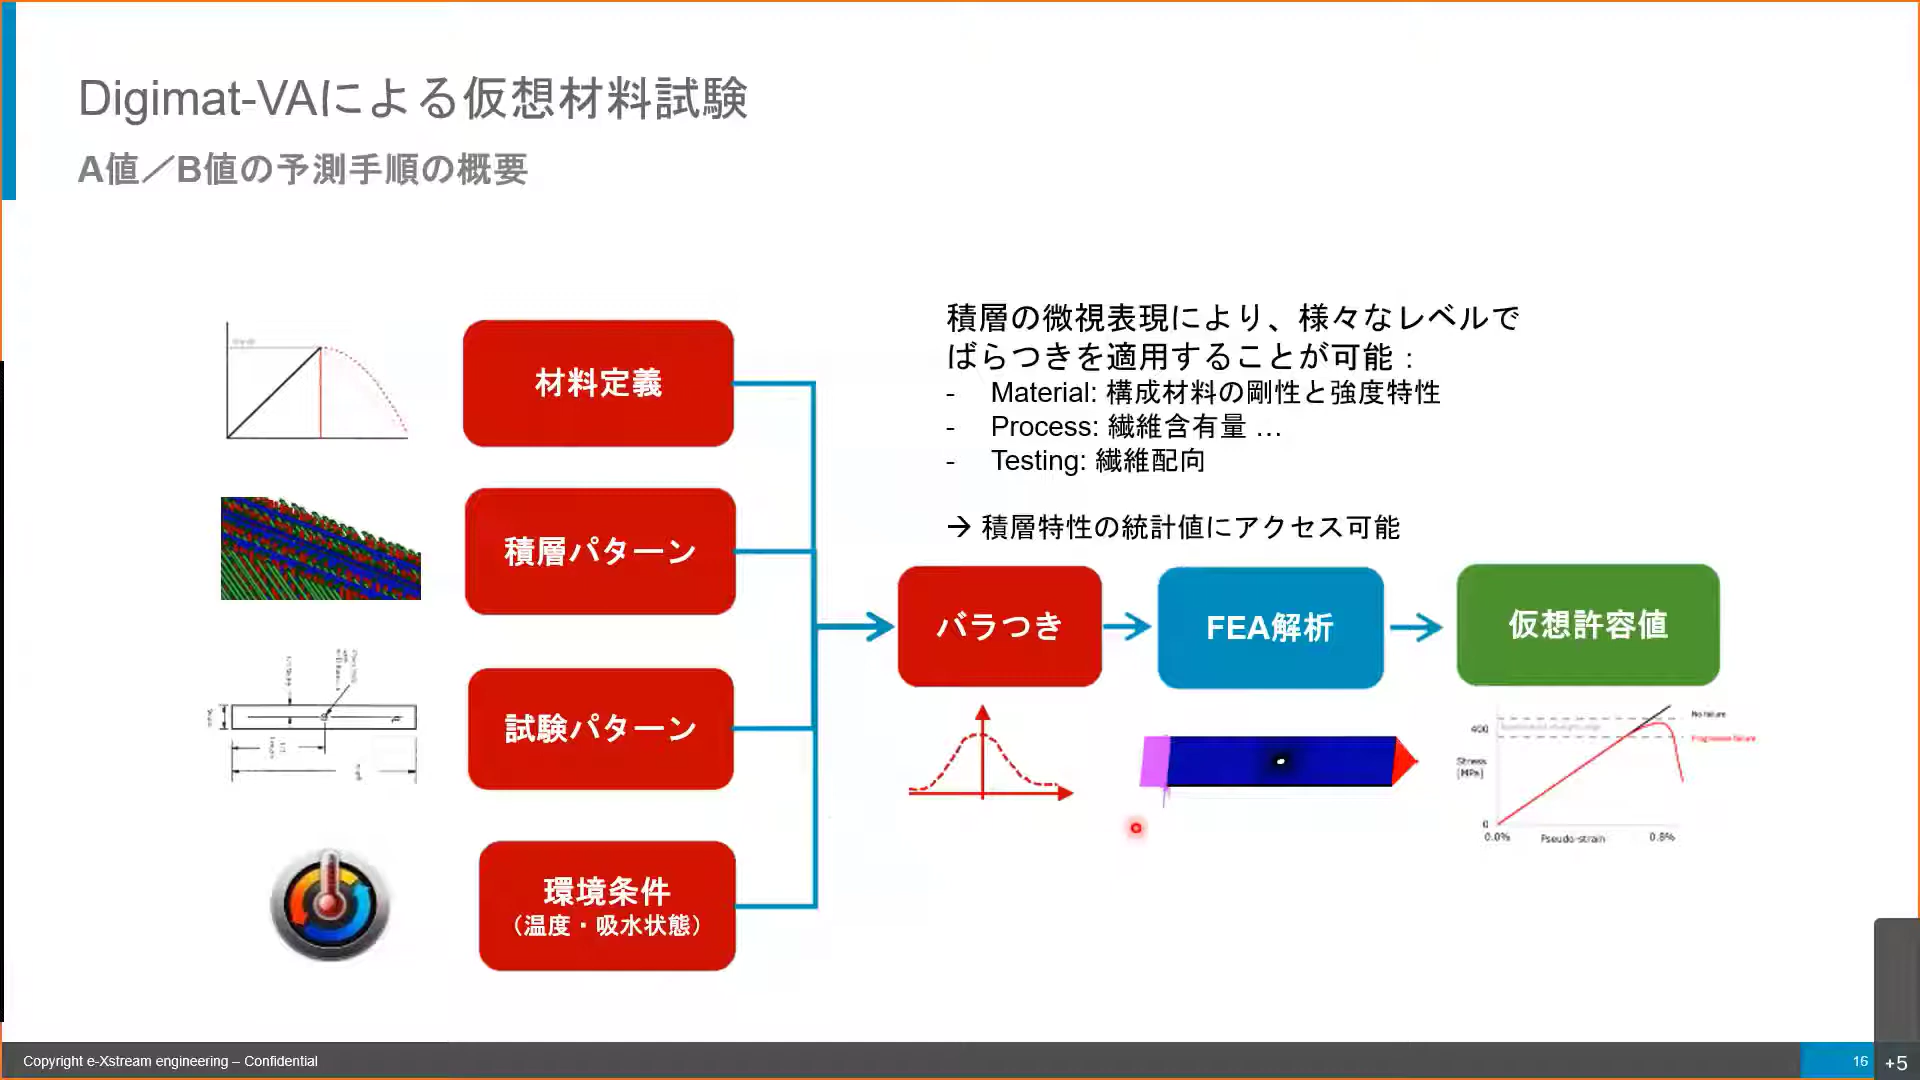 Digimat-VAによる仮想材料試験
A値／B値の予測手順の概要
材料定義
積層パターン
試験パターン
環境条件
（温度・吸水状態）
積層の微視表現により、様々なレベルで
ばらつきを適用することが可能：
- Material: 構成材料の剛性と強度特性
- Process: 繊維含有量 …
- Testing: 繊維配向
→ 積層特性の統計値にアクセス可能
バラつき
FEA解析
仮想許容値
No failure
400
Progressive failure
Stress
[MPa]
0
0.0%
Pseudo-strain
0.8%
Copyright e-Xstream engineering – Confidential
16
+5